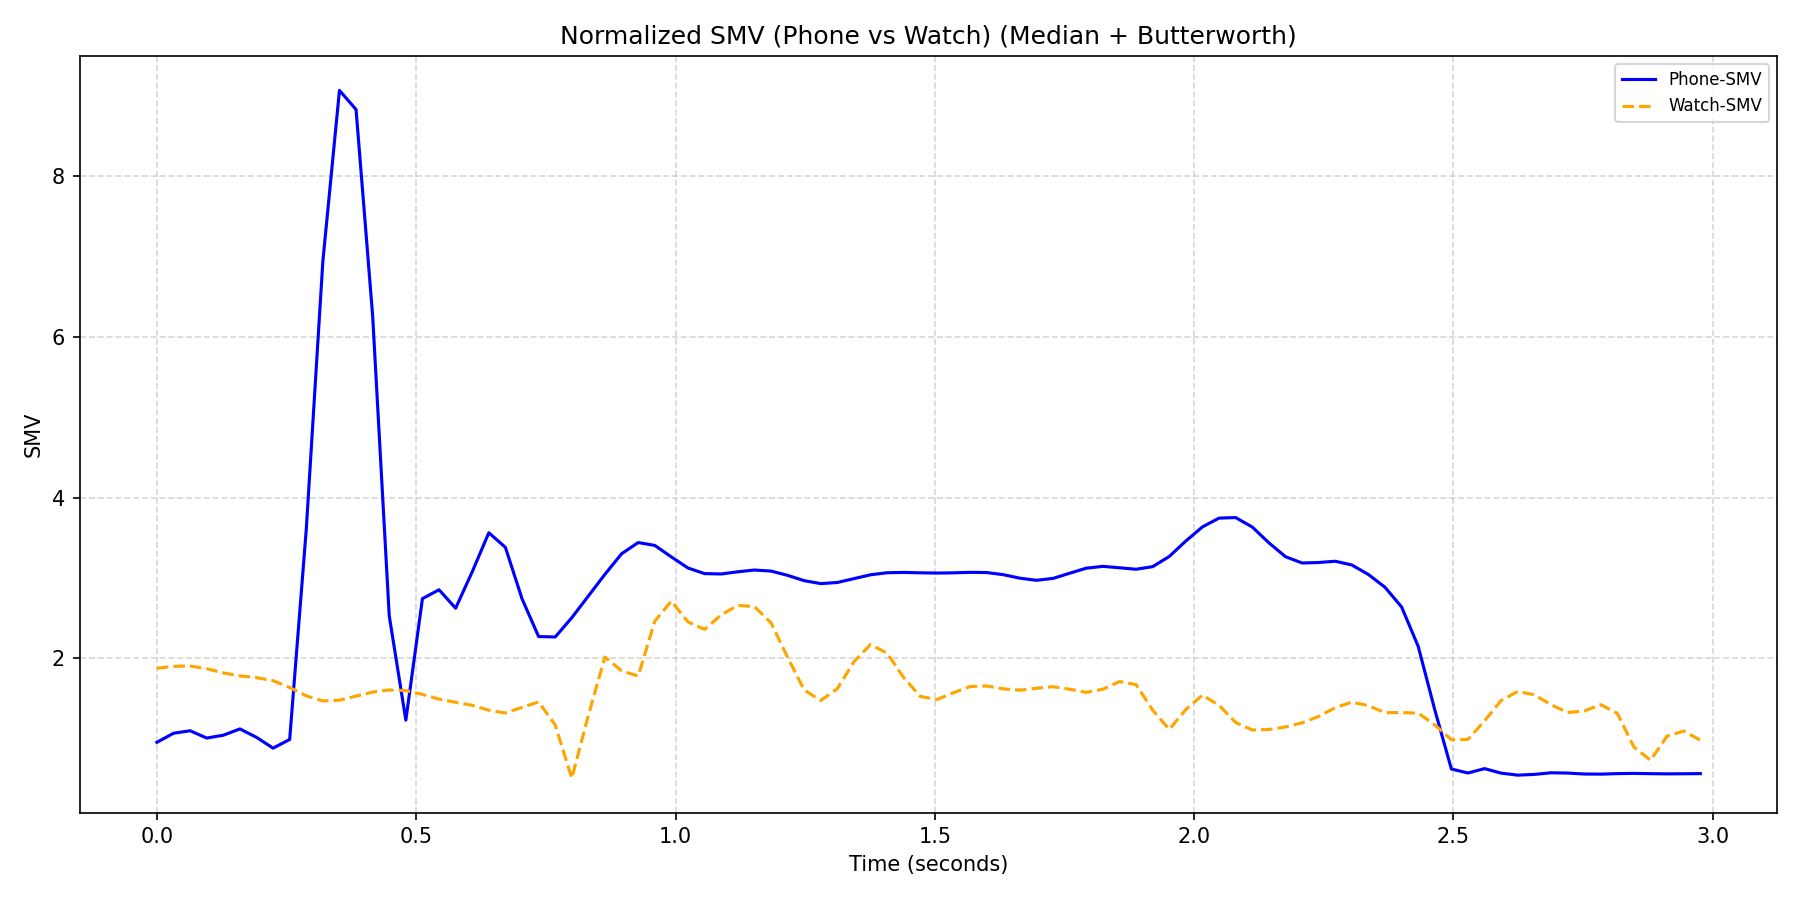 Normalized SMV (Phone vs Watch) (Median + Butterworth)
Phone-SMV
Watch-SMV
SMV
8
6
4
2
0.0 0.5 1.0 1.5 2.0 2.5 3.0
Time (seconds)